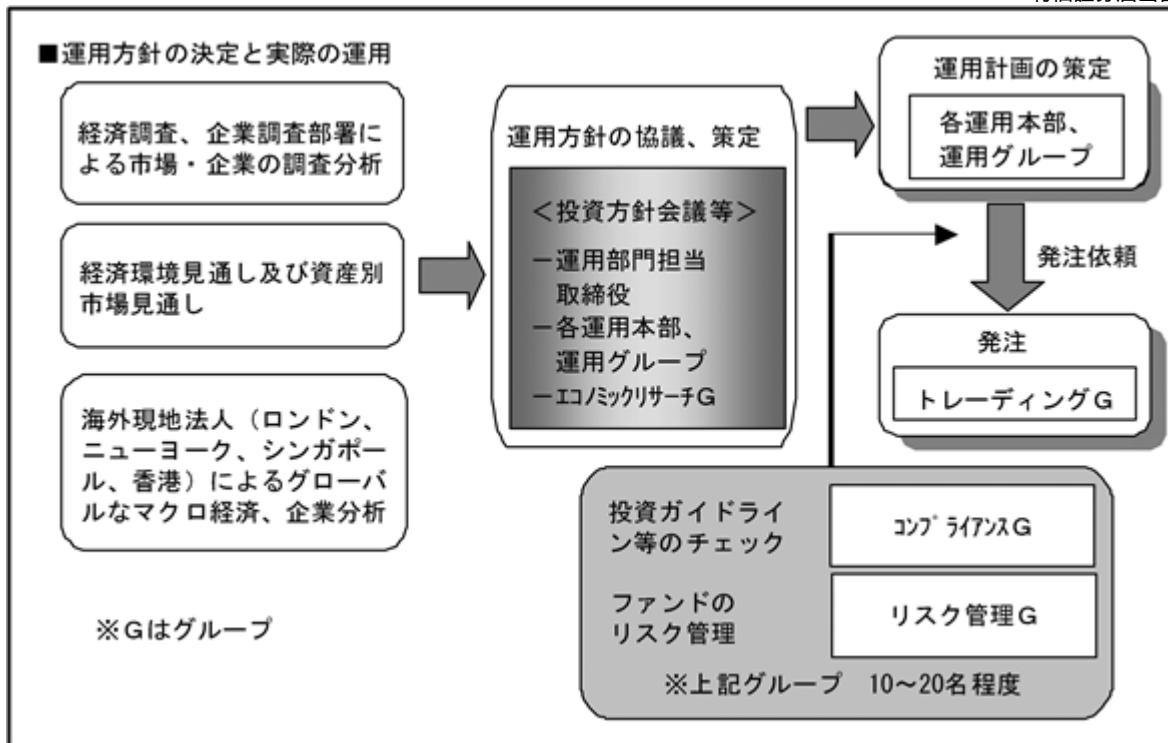 ■運用方針の決定と実際の運用
経済調査、企業調査部署に
よる市場・企業の調査分析
経済環境見通し及び資産別
市場見通し
海外現地法人（ロンドン、
ニューヨーク、シンガポー
ル、香港）によるグローバ
ルなマクロ経済、企業分析
※Gはグループ
運用方針の協議、策定
＜投資方針会議等＞
－運用部門担当
取締役
－各運用本部、
運用グループ
－ｴｺﾉﾐｯｸﾘｻｰﾁG
運用計画の策定
各運用本部、
運用グループ
発注依頼
発注
トレーディングG
投資ガイドライ
ン等のチェック
ｺﾝﾌﾟﾗｲｱﾝｽG
ファンドの
リスク管理
リスク管理G
※上記グループ　10～20名程度